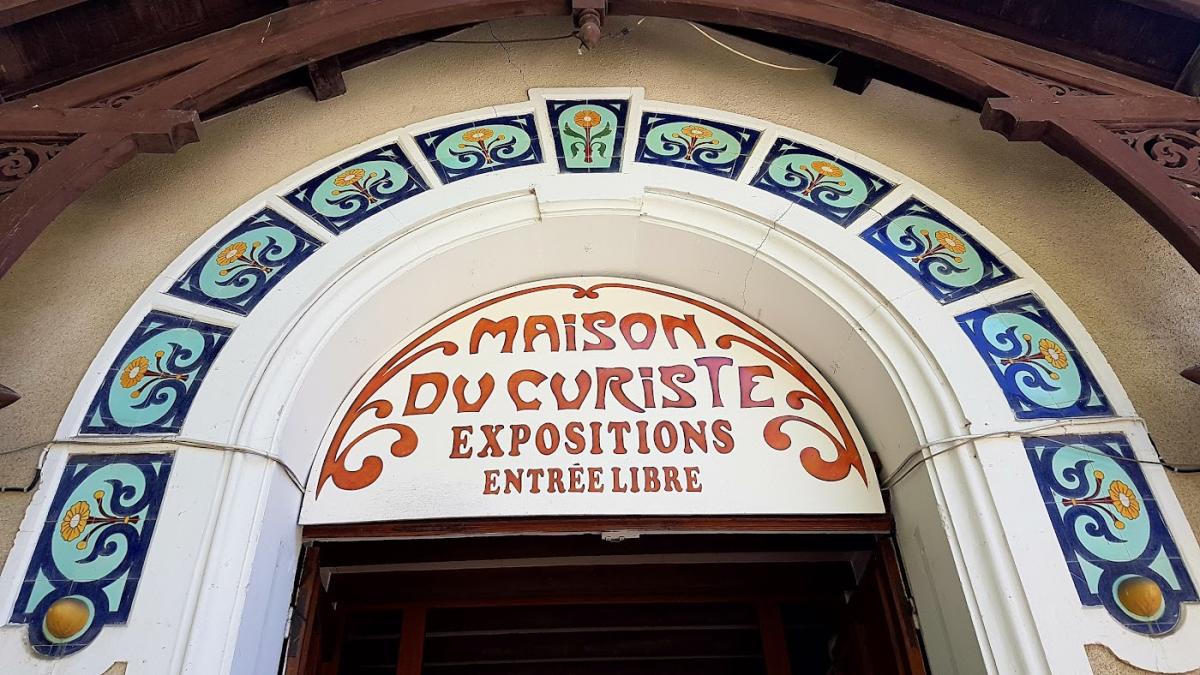 MAiSON
DU CURiSTE
EXPOSITIONS
ENTRÉE LIBRE